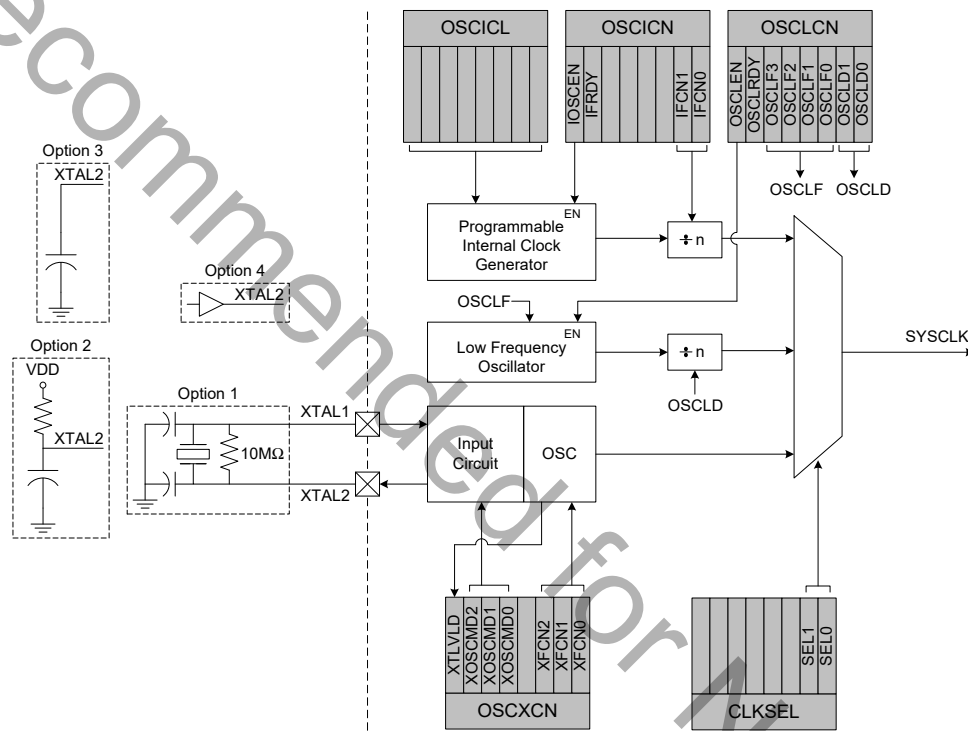 OSCICL
OSCICN
OSCLCN
IOSCEN
IFRDY
IFCN1
IFCN0
OSCLEN
OSCLRDY
OSCLF3
OSCLF2
OSCLF1
OSCLF0
OSCLD1
OSCLD0
OSCLF
OSCLD
Option 3
XTAL2
Option 4
XTAL2
EN
Programmable
Internal Clock
Generator
÷ n
OSCLF
EN
Low Frequency
Oscillator
÷ n
OSCLD
SYSCLK
Option 2
VDD
XTAL2
Option 1
10MΩ
XTAL1
XTAL2
Input
Circuit
OSC
XTLVLD
XOSCMD2
XOSCMD1
XOSCMD0
XFCN2
XFCN1
XFCN0
OSCXCN
SEL1
SEL0
CLKSEL
ecommended for N